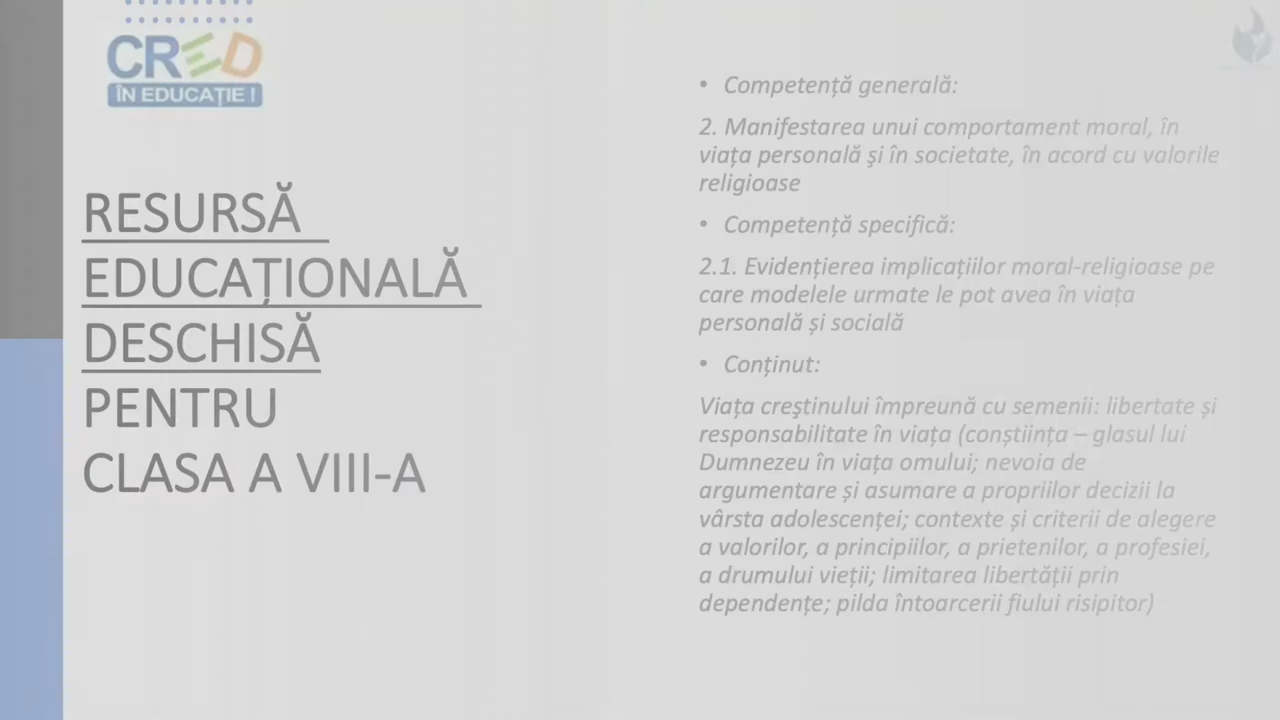 CRED
ÎN EDUCAȚIE !
RESURSĂ
EDUCAȚIONALĂ
DESCHISĂ
PENTRU
CLASA A VIII-A
• Competență generală:
2. Manifestarea unui comportament moral, în
viața personală şi în societate, în acord cu valorile
religioase
• Competență specifică:
2.1. Evidențierea implicațiilor moral-religioase pe
care modelele urmate le pot avea în viața
personală și socială
• Conținut:
Viața creştinului împreună cu semenii: libertate și
responsabilitate în viața (conștiința – glasul lui
Dumnezeu în viața omului; nevoia de
argumentare și asumare a propriilor decizii la
vârsta adolescenței; contexte și criterii de alegere
a valorilor, a principiilor, a prietenilor, a profesiei,
a drumului vieții; limitarea libertății prin
dependențe; pilda întoarcerii fiului risipitor)